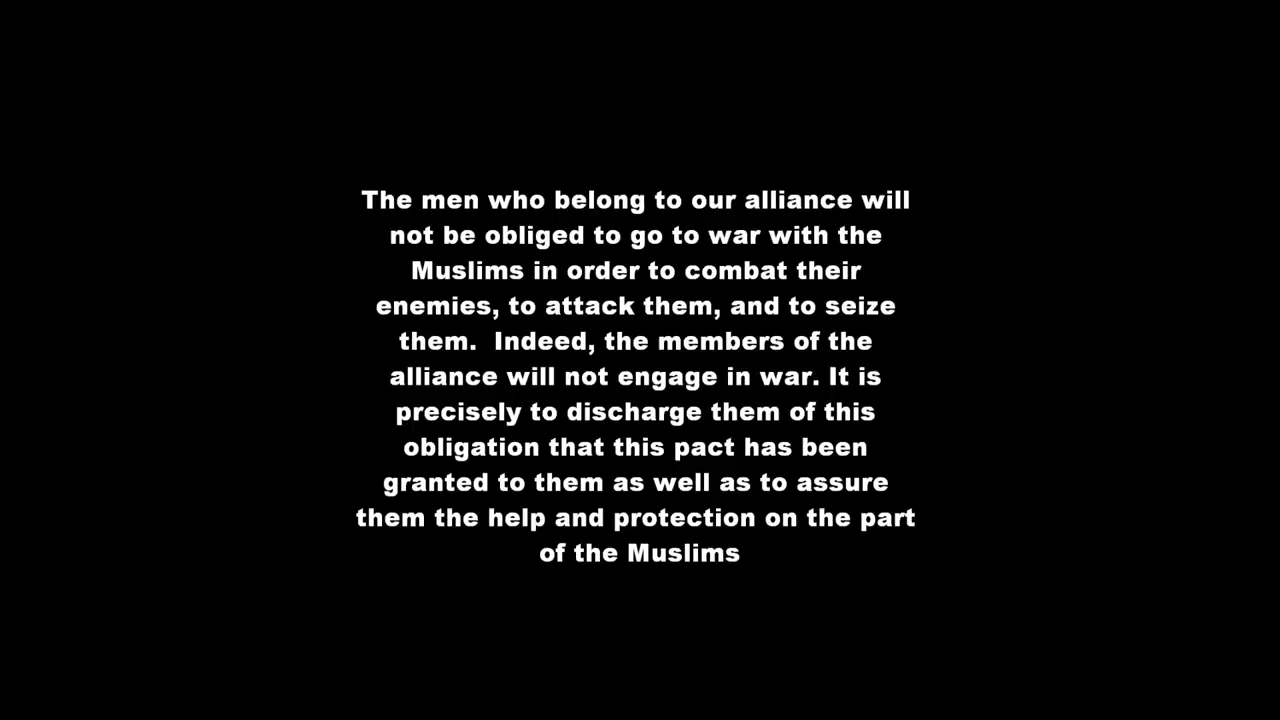 The men who belong to our alliance will
not be obliged to go to war with the
Muslims in order to combat their
enemies, to attack them, and to seize
them.  Indeed, the members of the
alliance will not engage in war. It is
precisely to discharge them of this
obligation that this pact has been
granted to them as well as to assure
them the help and protection on the part
of the Muslims